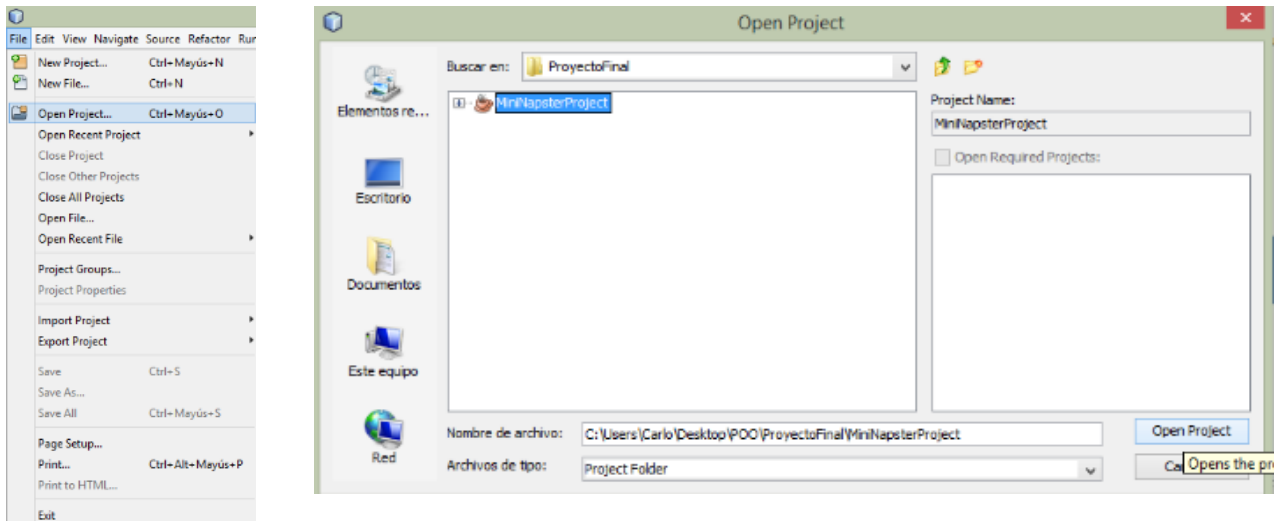 File Edit View Navigate Source Refactor Rur
New Project... Ctrl+Mayús+N
New File... Ctrl+N
Open Project... Ctrl+Mayús+O
Open Recent Project
Close Project
Close Other Projects
Close All Projects
Open File...
Open Recent File
Project Groups...
Project Properties
Import Project
Export Project
Save Ctrl+S
Save As...
Save All Ctrl+Mayús+S
Page Setup...
Print... Ctrl+Alt+Mayús+P
Print to HTML...
Exit
Open Project
Buscar en: ProyectoFinal
Elementos re...
Escritorio
Documentos
Este equipo
Red
MiniNapsterProject
Project Name:
MiniNapsterProject
Open Required Projects:
Nombre de archivo: C:\Users\Carlo\Desktop\POO\ProyectoFinal\MiniNapsterProject
Open Project
Archivos de tipo: Project Folder
Ca
Opens the pr